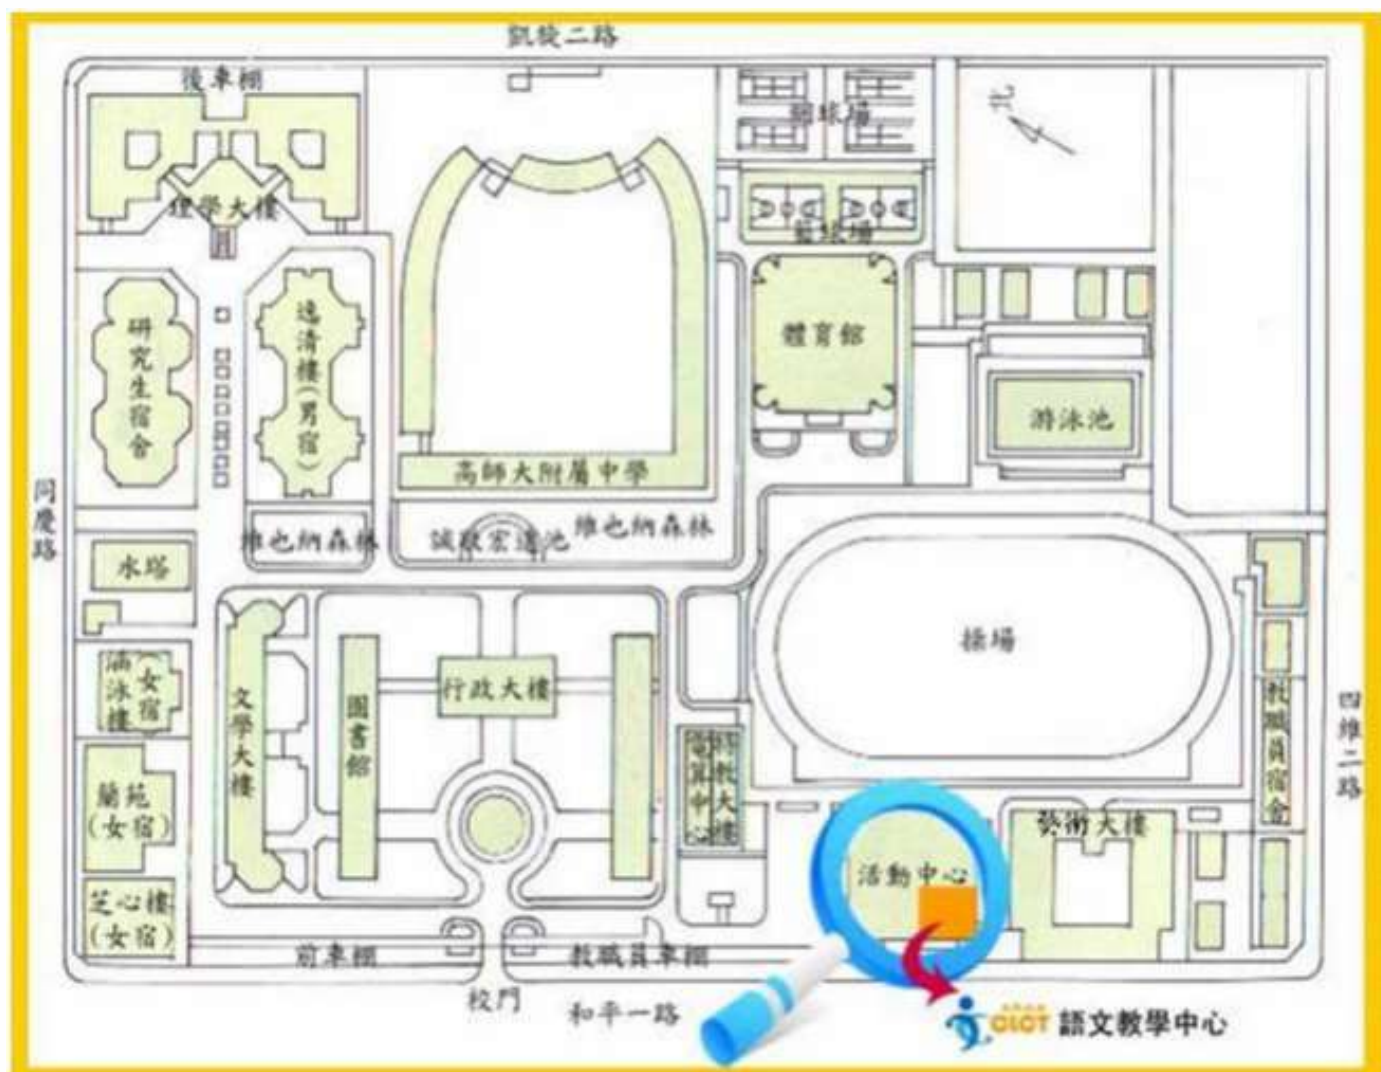 凱旋二路
後車棚
北
網球場
理學大樓
籃球場
研究生宿舍
逸清樓(男宿)
體育館
游泳池
高師大附屬中學
同慶路
維也納森林
誠敬宏遠池
維也納森林
水塔
操場
涵泳樓(女宿)
文學大樓
圖書館
行政大樓
教職員宿舍
四維二路
電算中心
特教大樓
蘭苑
(女宿)
藝術大樓
活動中心
芝心樓
(女宿)
前車棚
教職員車棚
校門
和平一路
CLCT 語文教學中心